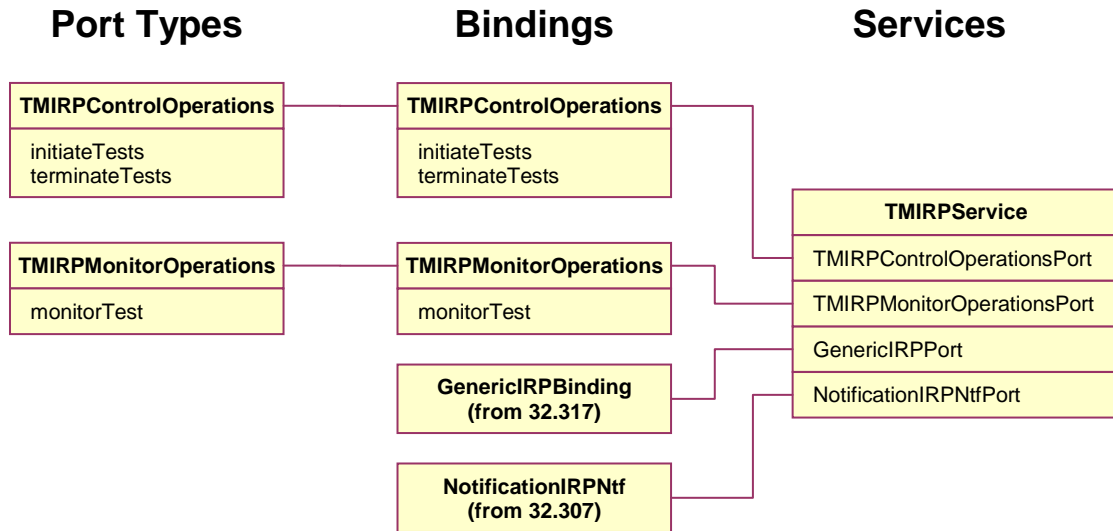 Port Types
Bindings
Services
TMIRPControlOperations
initiateTests
terminateTests
TMIRPMonitorOperations
monitorTest
TMIRPControlOperations
initiateTests
terminateTests
TMIRPMonitorOperations
monitorTest
GenericIRPBinding
(from 32.317)
NotificationIRPNtf
(from 32.307)
TMIRPService
TMIRPControlOperationsPort
TMIRPMonitorOperationsPort
GenericIRPPort
NotificationIRPNtfPort